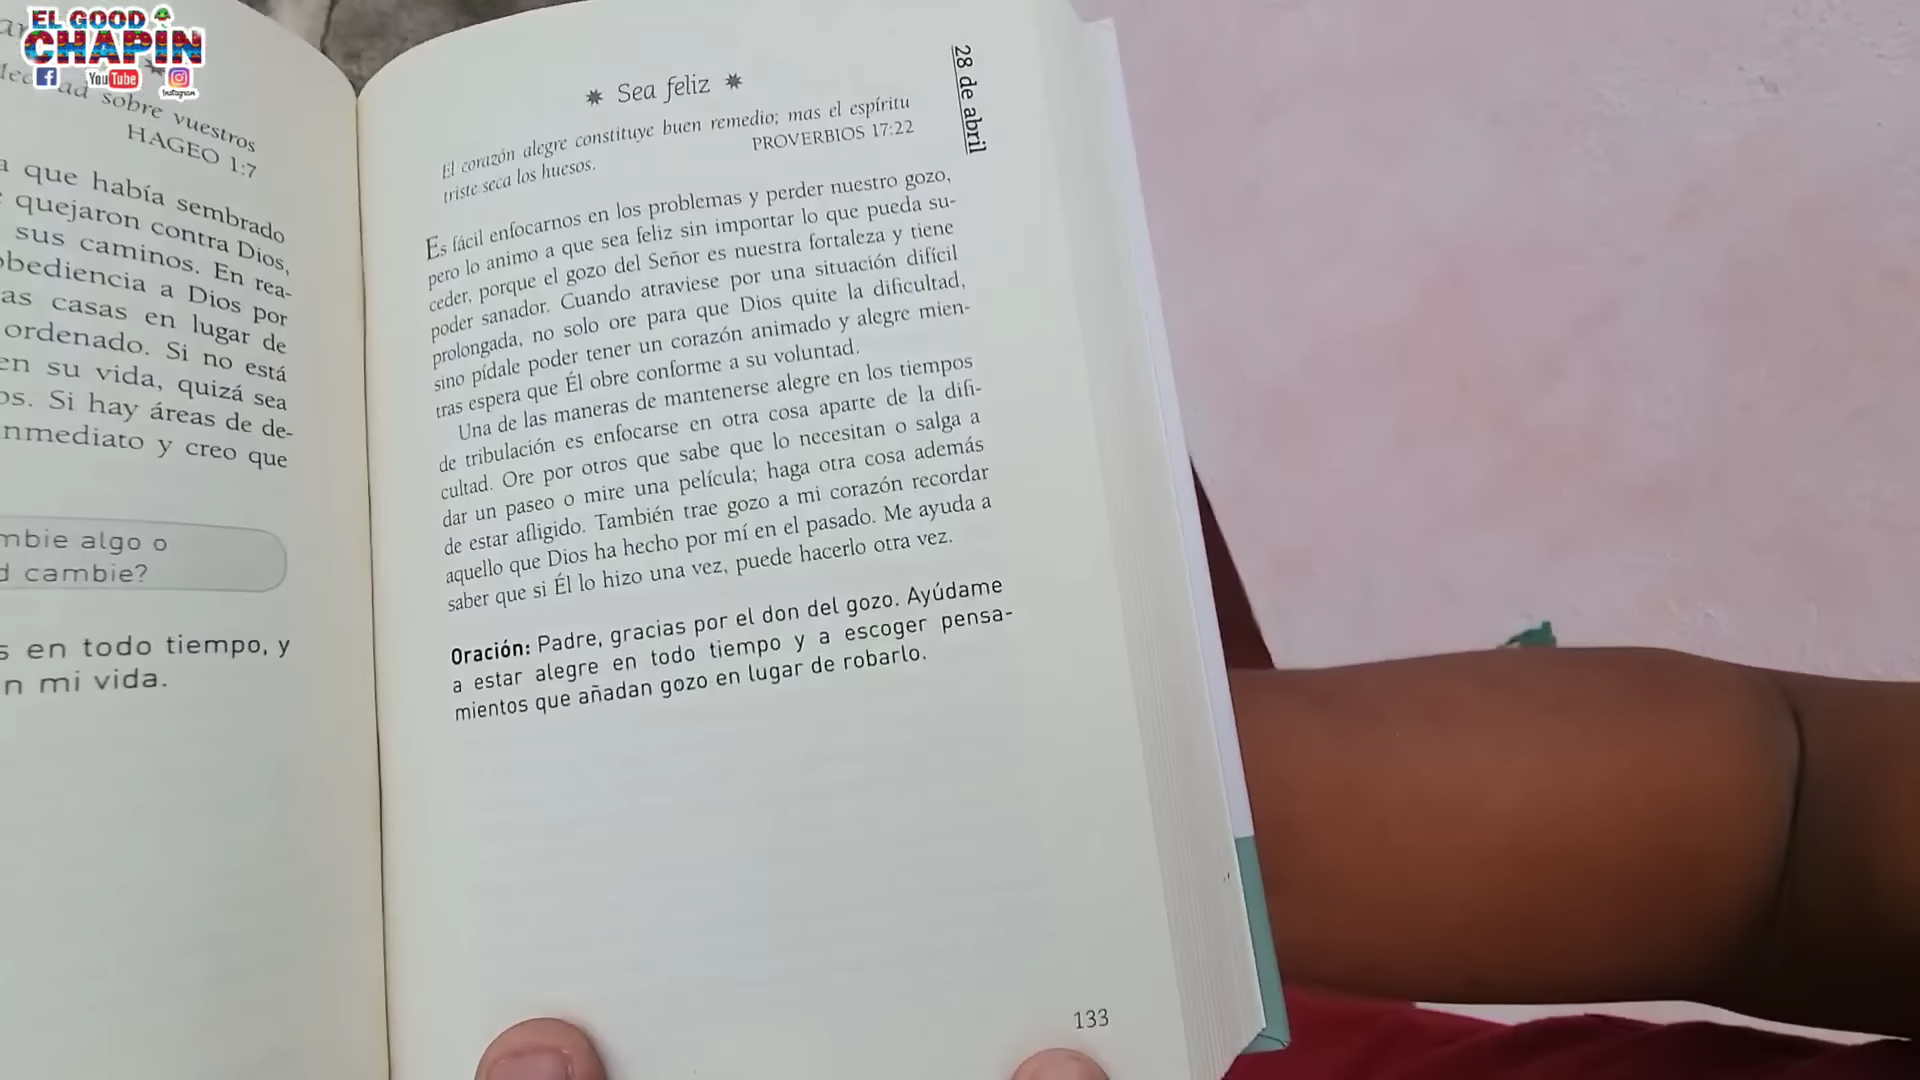 EL GOOD
CHAPIN
YouTube
Instagram
ad sobre vuestros
HAGEO 1:7
a que había sembrado
quejaron contra Dios,
sus caminos. En rea-
obediencia a Dios por
as casas en lugar de
ordenado. Si no está
en su vida, quizá sea
os. Si hay áreas de de-
nmediato y creo que
mbie algo o
d cambie?
s en todo tiempo, y
n mi vida.
28 de abril
Sea feliz
El corazón alegre constituye buen remedio; mas el espíritu
triste seca los huesos.
PROVERBIOS 17:22
Es fácil enfocarnos en los problemas y perder nuestro gozo,
pero lo animo a que sea feliz sin importar lo que pueda su-
ceder, porque el gozo del Señor es nuestra fortaleza y tiene
poder sanador. Cuando atraviese por una situación difícil
prolongada, no solo ore para que Dios quite la dificultad,
sino pídale poder tener un corazón animado y alegre mien-
tras espera que Él obre conforme a su voluntad.
Una de las maneras de mantenerse alegre en los tiempos
de tribulación es enfocarse en otra cosa aparte de la difi-
cultad. Ore por otros que sabe que lo necesitan o salga a
dar un paseo o mire una película; haga otra cosa además
de estar afligido. También trae gozo a mi corazón recordar
aquello que Dios ha hecho por mí en el pasado. Me ayuda a
saber que si Él lo hizo una vez, puede hacerlo otra vez.
Oración: Padre, gracias por el don del gozo. Ayúdame
a estar alegre en todo tiempo y a escoger pensa-
mientos que añadan gozo en lugar de robarlo.
133